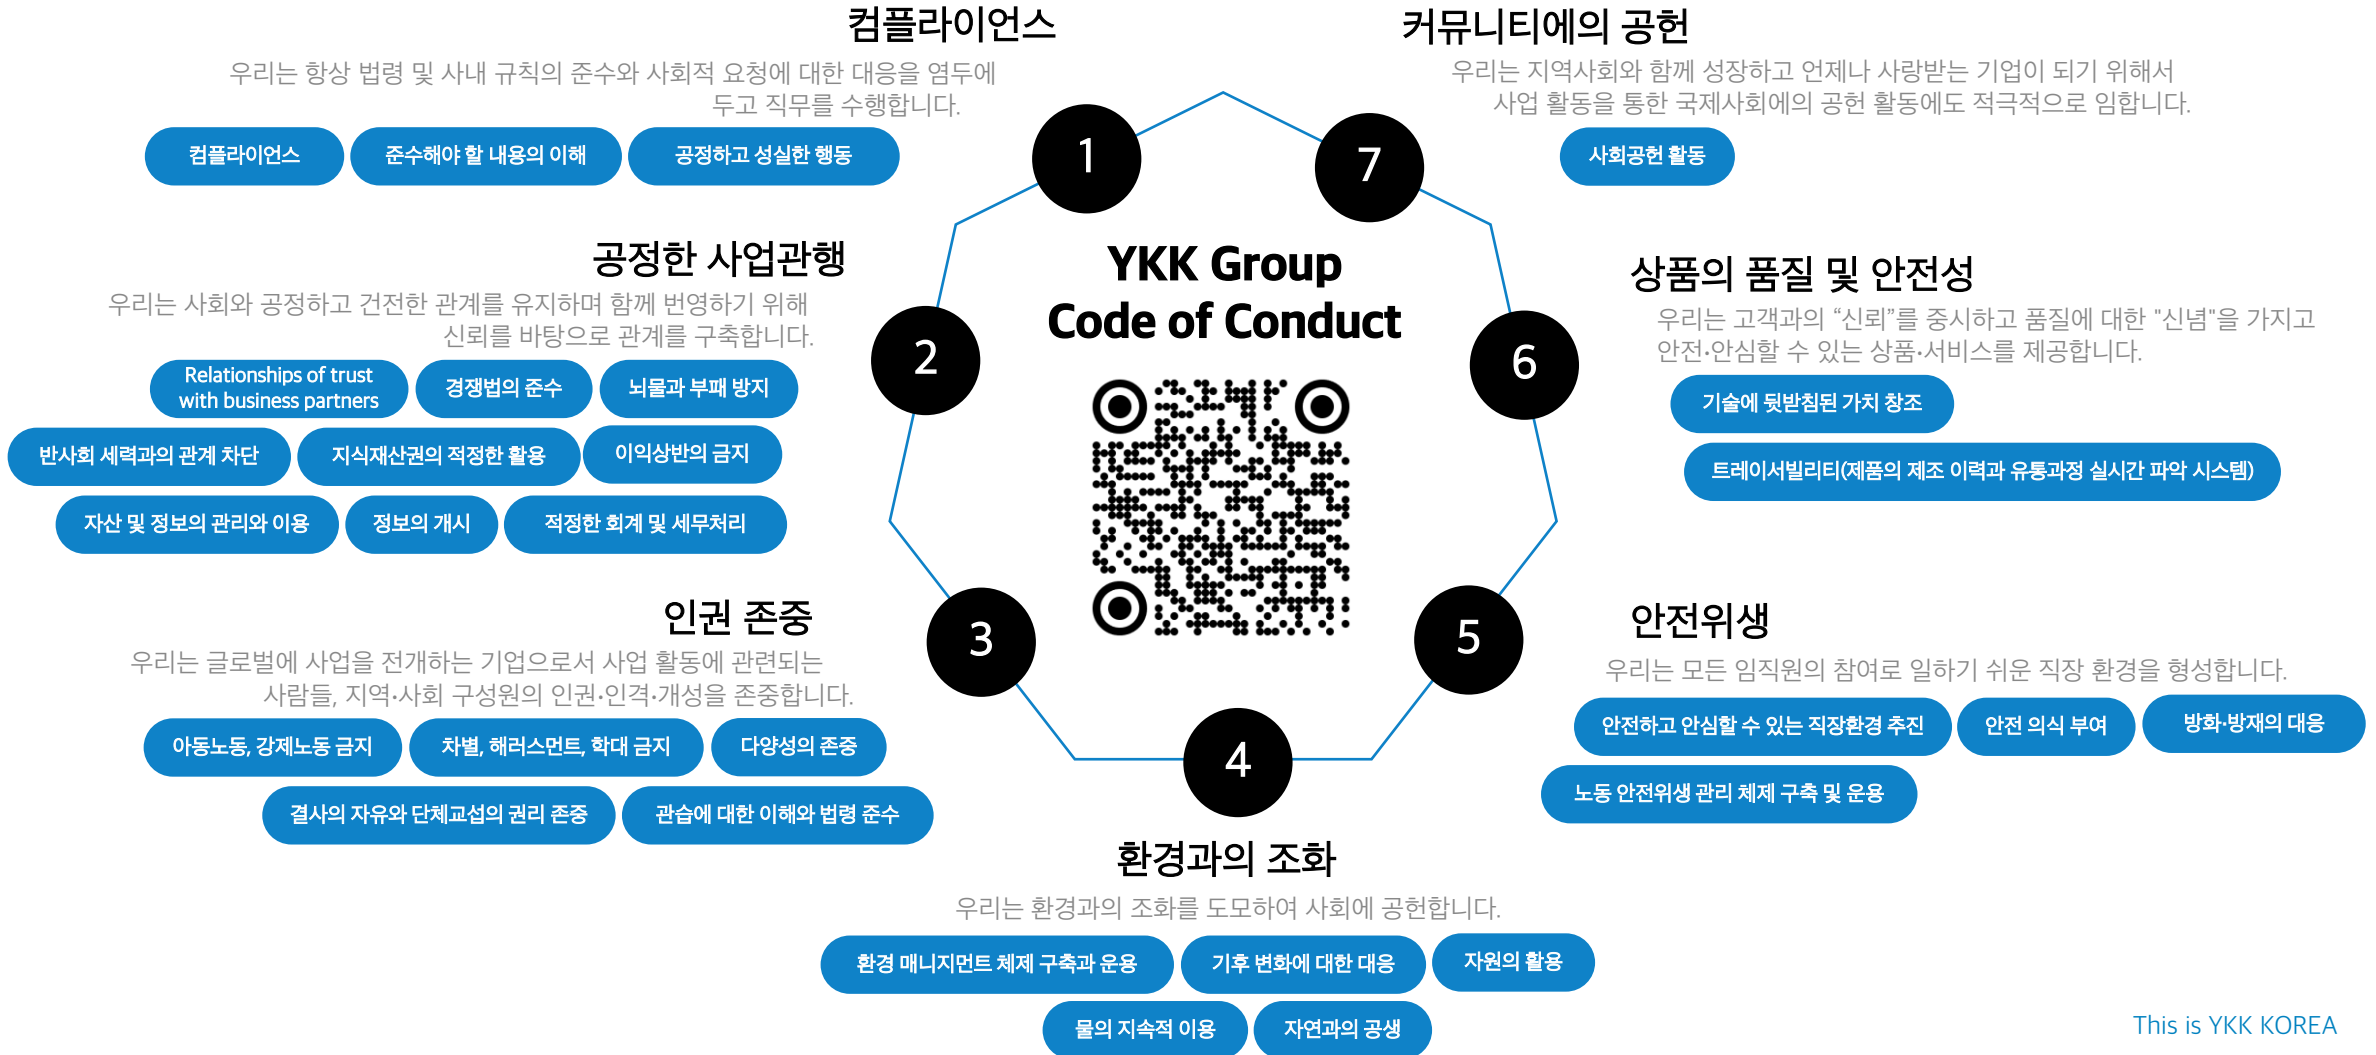 컴플라이언스
우리는 항상 법령 및 사내 규칙의 준수와 사회적 요청에 대한 대응을 염두에
두고 직무를 수행합니다.
컴플라이언스
준수해야 할 내용의 이해
공정하고 성실한 행동
1
공정한 사업관행
우리는 사회와 공정하고 건전한 관계를 유지하며 함께 번영하기 위해
신뢰를 바탕으로 관계를 구축합니다.
Relationships of trust
with business partners
경쟁법의 준수
뇌물과 부패 방지
반사회 세력과의 관계 차단
지식재산권의 적정한 활용
이익상반의 금지
자산 및 정보의 관리와 이용
정보의 개시
적정한 회계 및 세무처리
2
인권 존중
우리는 글로벌에 사업을 전개하는 기업으로서 사업 활동에 관련되는
사람들, 지역·사회 구성원의 인권·인격·개성을 존중합니다.
아동노동, 강제노동 금지
차별, 해러스먼트, 학대 금지
다양성의 존중
결사의 자유와 단체교섭의 권리 존중
관습에 대한 이해와 법령 준수
3
YKK Group
Code of Conduct
4
환경과의 조화
우리는 환경과의 조화를 도모하여 사회에 공헌합니다.
환경 매니지먼트 체제 구축과 운용
기후 변화에 대한 대응
자원의 활용
물의 지속적 이용
자연과의 공생
커뮤니티에의 공헌
우리는 지역사회와 함께 성장하고 언제나 사랑받는 기업이 되기 위해서
사업 활동을 통한 국제사회에의 공헌 활동에도 적극적으로 임합니다.
사회공헌 활동
7
상품의 품질 및 안전성
우리는 고객과의 “신뢰”를 중시하고 품질에 대한 "신념"을 가지고
안전·안심할 수 있는 상품·서비스를 제공합니다.
기술에 뒷받침된 가치 창조
트레이서빌리티(제품의 제조 이력과 유통과정 실시간 파악 시스템)
6
안전위생
우리는 모든 임직원의 참여로 일하기 쉬운 직장 환경을 형성합니다.
안전하고 안심할 수 있는 직장환경 추진
안전 의식 부여
방화·방재의 대응
노동 안전위생 관리 체제 구축 및 운용
5
This is YKK KOREA